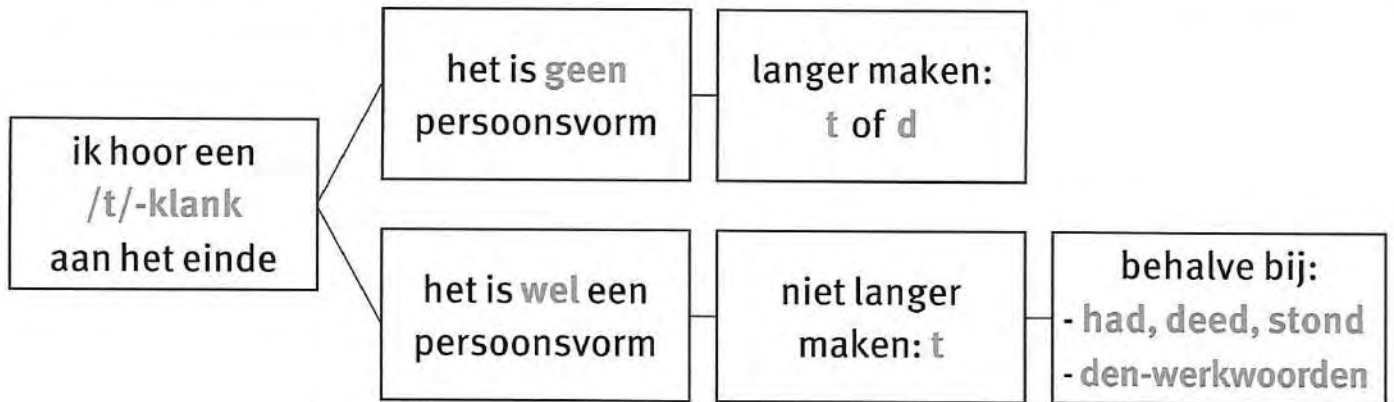 ik hoor een
/t/-klank
aan het einde
het is geen
persoonsvorm
langer maken:
t of d
het is wel een
persoonsvorm
niet langer
maken: t
behalve bij:
- had, deed, stond
- den-werkwoorden